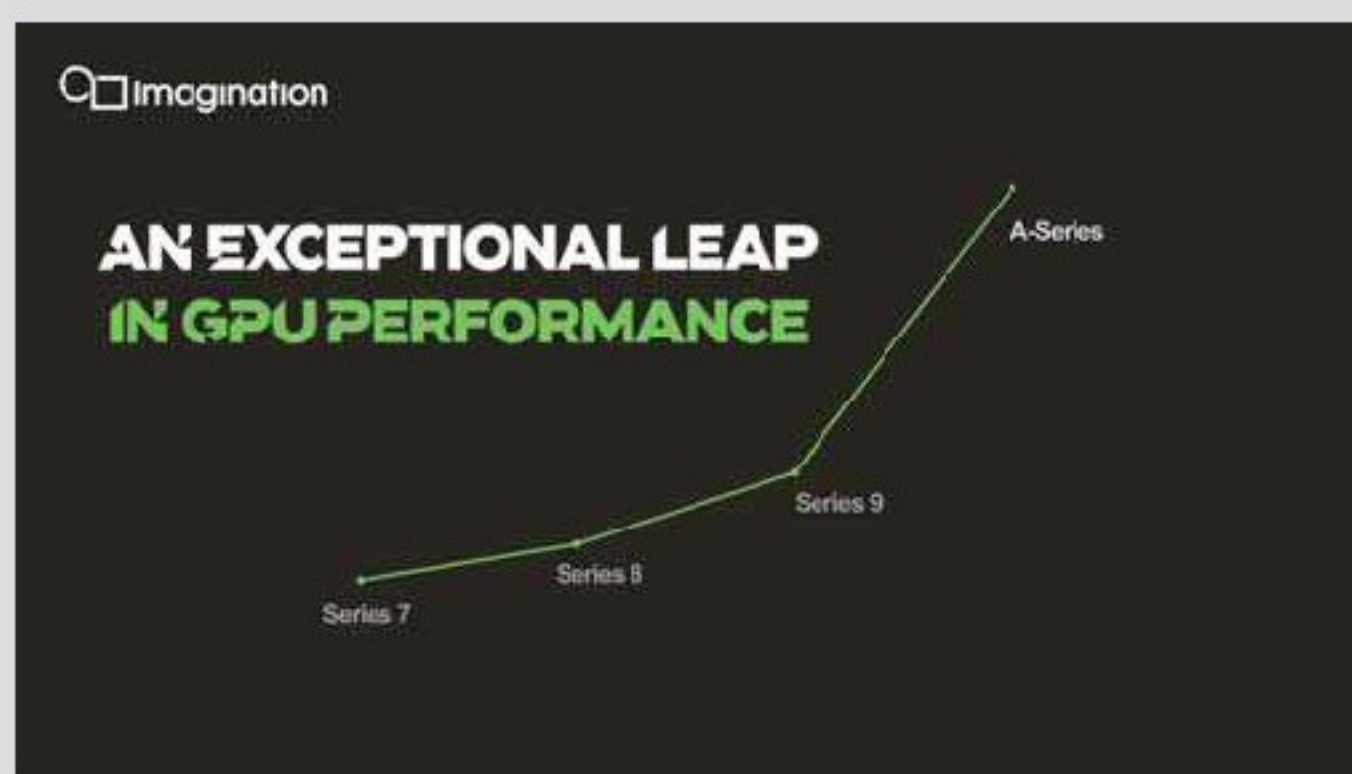 Imagination
AN EXCEPTIONAL LEAP
IN GPU PERFORMANCE
A-Series
Series 9
Series 8
Series 7